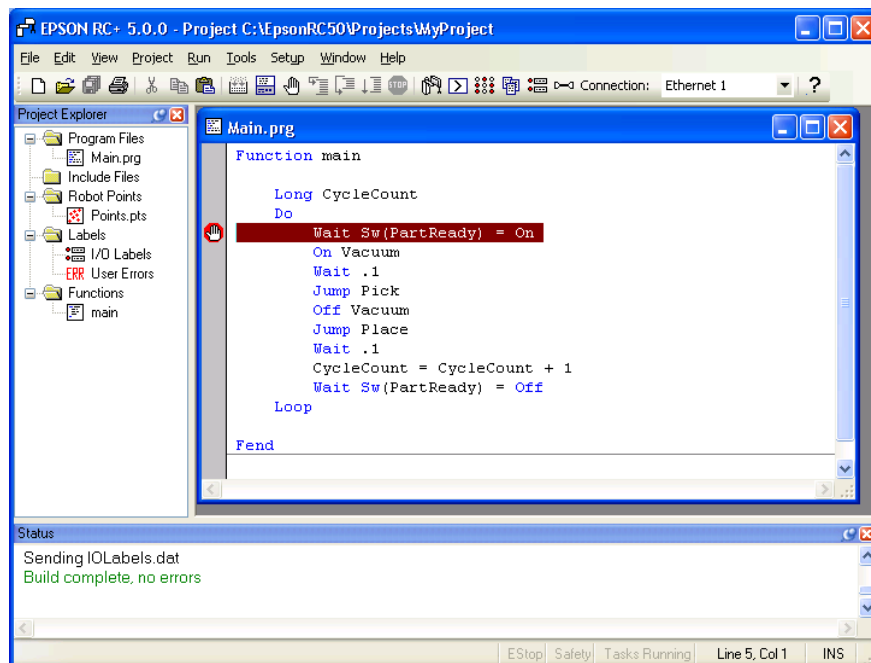 EPSON RC+ 5.0.0 - Project C:\EpsonRC50\Projects\MyProject
File Edit View Project Run Tools Setup Window Help
Connection: Ethernet 1 ?
Project Explorer
Program Files
Main.prg
Include Files
Robot Points
Points.pts
Labels
I/O Labels
ERR User Errors
Functions
main
Main.prg
Function main
Long CycleCount
Do
Wait Sw(PartReady) = On
On Vacuum
Wait .1
Jump Pick
Off Vacuum
Jump Place
Wait .1
CycleCount = CycleCount + 1
Wait Sw(PartReady) = Off
Loop
Fend
Status
Sending IOLabels.dat
Build complete, no errors
EStop Safety Tasks Running Line 5, Col 1 INS